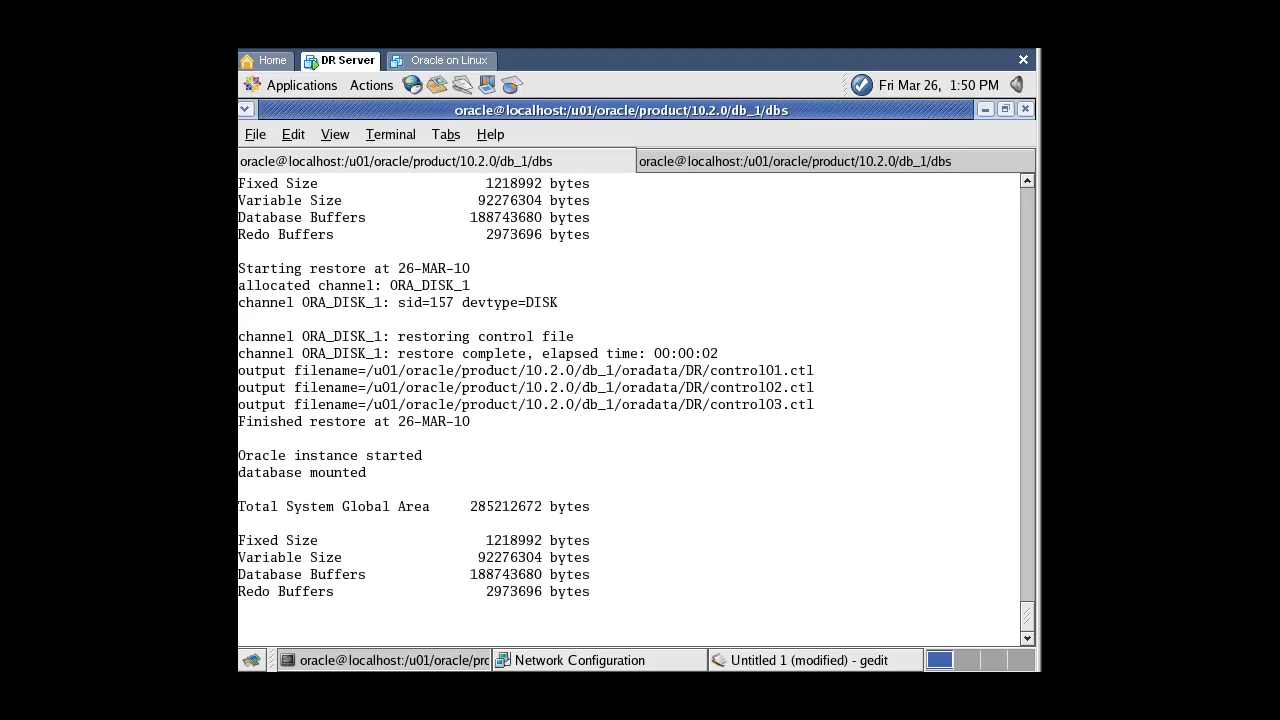 Home DR Server Oracle on Linux
Applications Actions Fri Mar 26, 1:50 PM
oracle@localhost:/u01/oracle/product/10.2.0/db_1/dbs
File Edit View Terminal Tabs Help
oracle@localhost:/u01/oracle/product/10.2.0/db_1/dbs oracle@localhost:/u01/oracle/product/10.2.0/db_1/dbs
Fixed Size 1218992 bytes
Variable Size 92276304 bytes
Database Buffers 188743680 bytes
Redo Buffers 2973696 bytes
Starting restore at 26-MAR-10
allocated channel: ORA_DISK_1
channel ORA_DISK_1: sid=157 devtype=DISK
channel ORA_DISK_1: restoring control file
channel ORA_DISK_1: restore complete, elapsed time: 00:00:02
output filename=/u01/oracle/product/10.2.0/db_1/oradata/DR/control01.ctl
output filename=/u01/oracle/product/10.2.0/db_1/oradata/DR/control02.ctl
output filename=/u01/oracle/product/10.2.0/db_1/oradata/DR/control03.ctl
Finished restore at 26-MAR-10
Oracle instance started
database mounted
Total System Global Area 285212672 bytes
Fixed Size 1218992 bytes
Variable Size 92276304 bytes
Database Buffers 188743680 bytes
Redo Buffers 2973696 bytes
oracle@localhost:/u01/oracle/prc Network Configuration Untitled 1 (modified) - gedit